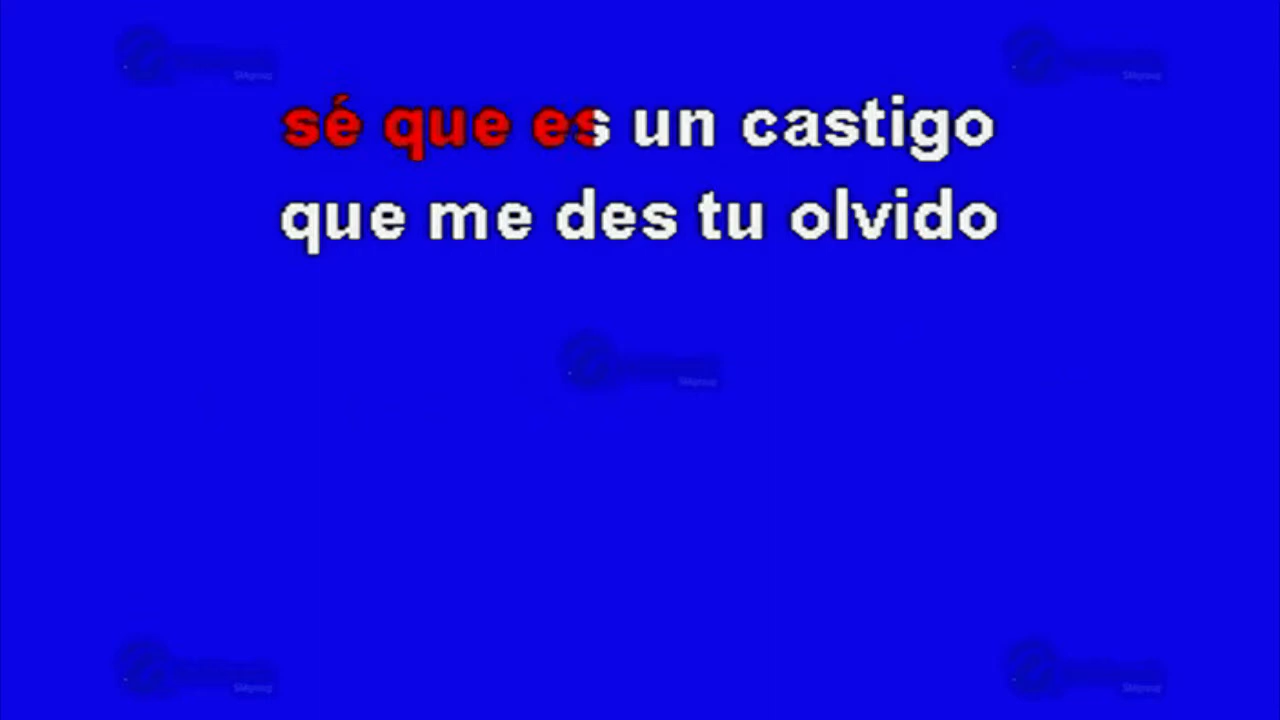 sé que es un castigo
que me des tu olvido